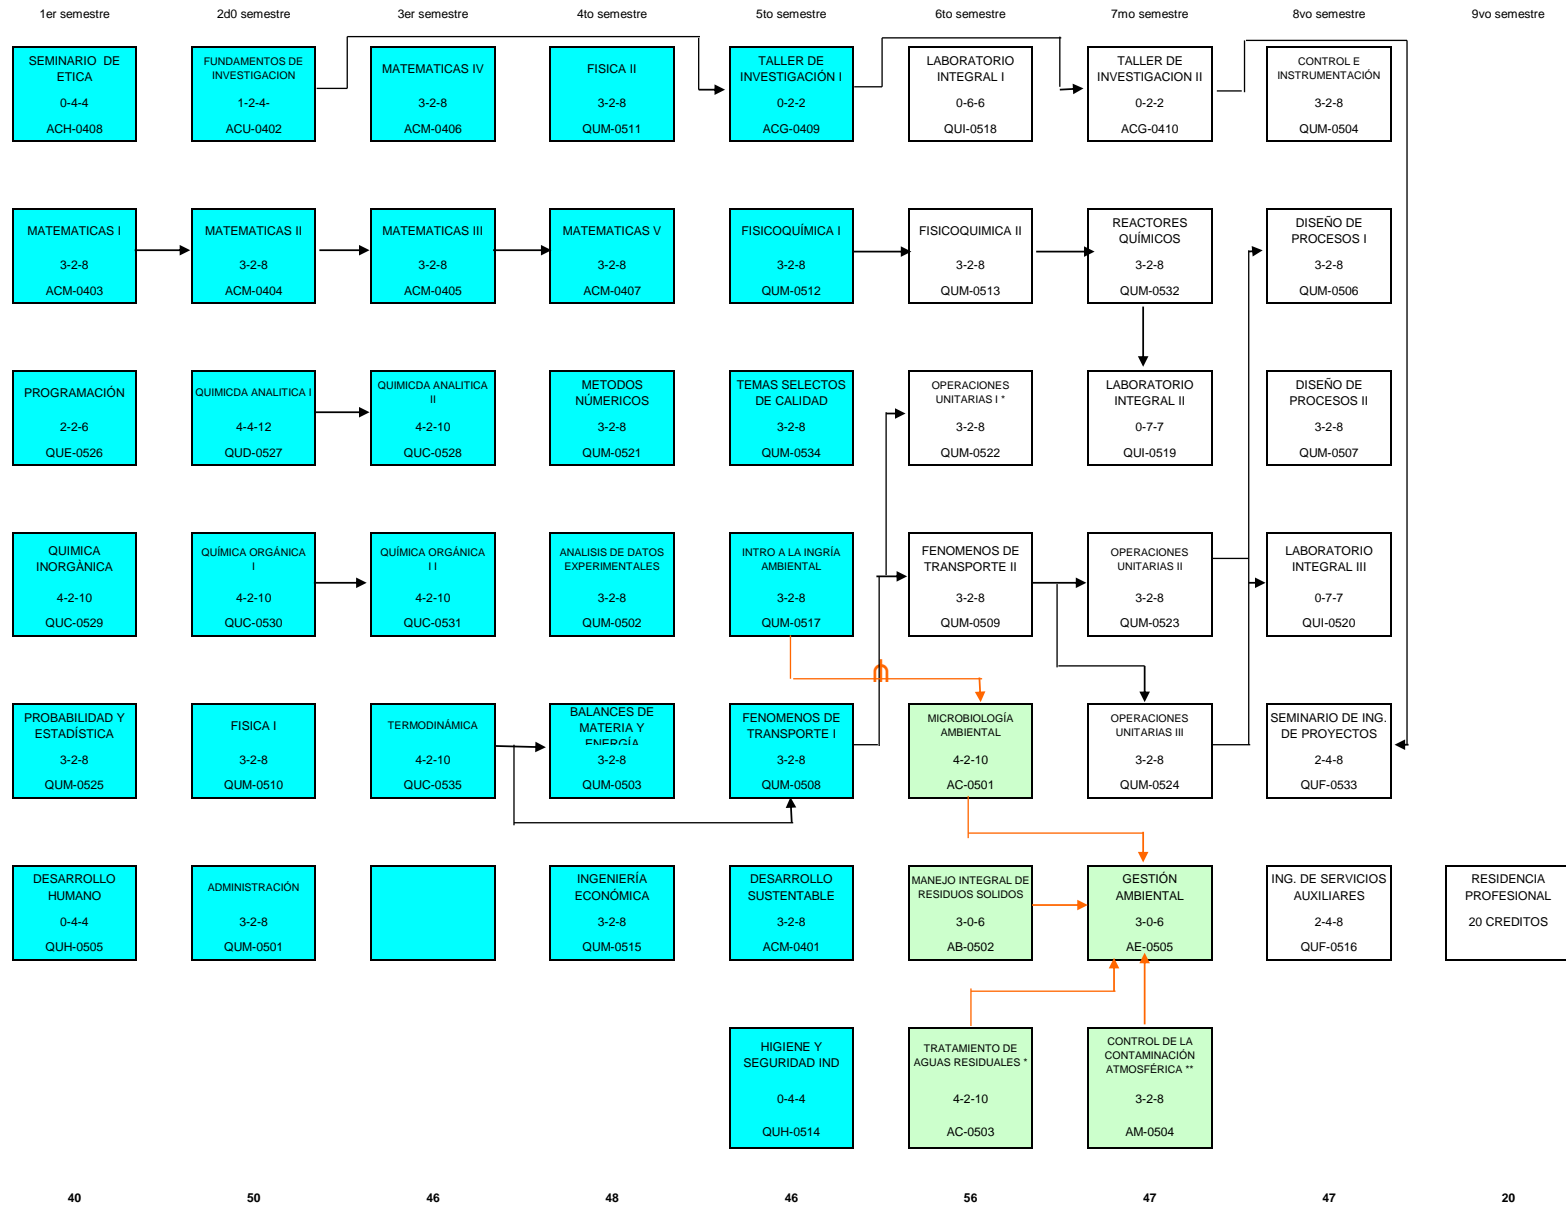 1er semestre
2d0 semestre
3er semestre
4to semestre
5to semestre
6to semestre
7mo semestre
8vo semestre
9vo semestre
SEMINARIO DE
ETICA
0-4-4
ACH-0408
FUNDAMENTOS DE
INVESTIGACION
1-2-4-
ACU-0402
MATEMATICAS IV
3-2-8
ACM-0406
FISICA II
3-2-8
QUM-0511
TALLER DE
INVESTIGACIÓN I
0-2-2
ACG-0409
LABORATORIO
INTEGRAL I
0-6-6
QUI-0518
TALLER DE
INVESTIGACION II
0-2-2
ACG-0410
CONTROL E
INSTRUMENTACIÓN
3-2-8
QUM-0504
MATEMATICAS I
3-2-8
ACM-0403
MATEMATICAS II
3-2-8
ACM-0404
MATEMATICAS III
3-2-8
ACM-0405
MATEMATICAS V
3-2-8
ACM-0407
FISICOQUÍMICA I
3-2-8
QUM-0512
FISICOQUIMICA II
3-2-8
QUM-0513
REACTORES
QUÍMICOS
3-2-8
QUM-0532
DISEÑO DE
PROCESOS I
3-2-8
QUM-0506
PROGRAMACIÓN
2-2-6
QUE-0526
QUIMICDA ANALITICA I
4-4-12
QUD-0527
QUIMICDA ANALITICA
II
4-2-10
QUC-0528
METODOS
NÚMERICOS
3-2-8
QUM-0521
TEMAS SELECTOS
DE CALIDAD
3-2-8
QUM-0534
OPERACIONES
UNITARIAS I *
3-2-8
QUM-0522
LABORATORIO
INTEGRAL II
0-7-7
QUI-0519
DISEÑO DE
PROCESOS II
3-2-8
QUM-0507
QUIMICA
INORGÀNICA
4-2-10
QUC-0529
QUÍMICA ORGÁNICA
I
4-2-10
QUC-0530
QUÍMICA ORGÁNICA
I I
4-2-10
QUC-0531
ANALISIS DE DATOS
EXPERIMENTALES
3-2-8
QUM-0502
INTRO A LA INGRÍA
AMBIENTAL
3-2-8
QUM-0517
FENOMENOS DE
TRANSPORTE II
3-2-8
QUM-0509
OPERACIONES
UNITARIAS II
3-2-8
QUM-0523
LABORATORIO
INTEGRAL III
0-7-7
QUI-0520
PROBABILIDAD Y
ESTADÍSTICA
3-2-8
QUM-0525
FISICA I
3-2-8
QUM-0510
TERMODINÁMICA
4-2-10
QUC-0535
BALANCES DE
MATERIA Y
ENERGÍA
3-2-8
QUM-0503
FENOMENOS DE
TRANSPORTE I
3-2-8
QUM-0508
MICROBIOLOGÍA
AMBIENTAL
4-2-10
AC-0501
OPERACIONES
UNITARIAS III
3-2-8
QUM-0524
SEMINARIO DE ING.
DE PROYECTOS
2-4-8
QUF-0533
DESARROLLO
HUMANO
0-4-4
QUH-0505
ADMINISTRACIÓN
3-2-8
QUM-0501
INGENIERÍA
ECONÓMICA
3-2-8
QUM-0515
DESARROLLO
SUSTENTABLE
3-2-8
ACM-0401
MANEJO INTEGRAL DE
RESIDUOS SOLIDOS
3-0-6
AB-0502
GESTIÓN
AMBIENTAL
3-0-6
AE-0505
ING. DE SERVICIOS
AUXILIARES
2-4-8
QUF-0516
RESIDENCIA
PROFESIONAL
20 CREDITOS
HIGIENE Y
SEGURIDAD IND
0-4-4
QUH-0514
TRATAMIENTO DE
AGUAS RESIDUALES *
4-2-10
AC-0503
CONTROL DE LA
CONTAMINACIÓN
ATMOSFÉRICA **
3-2-8
AM-0504
40
50
46
48
46
56
47
47
20